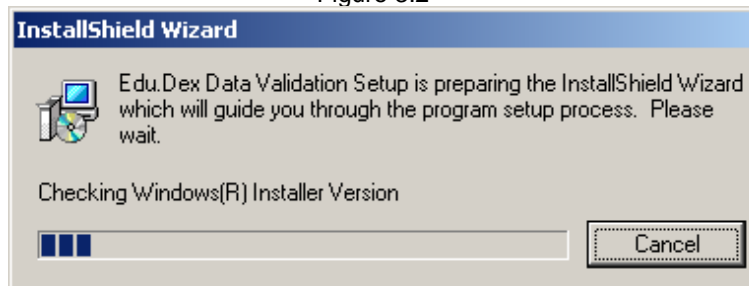 InstallShield Wizard
Edu.Dex Data Validation Setup is preparing the InstallShield Wizard
which will guide you through the program setup process. Please
wait.
Checking Windows(R) Installer Version
Cancel